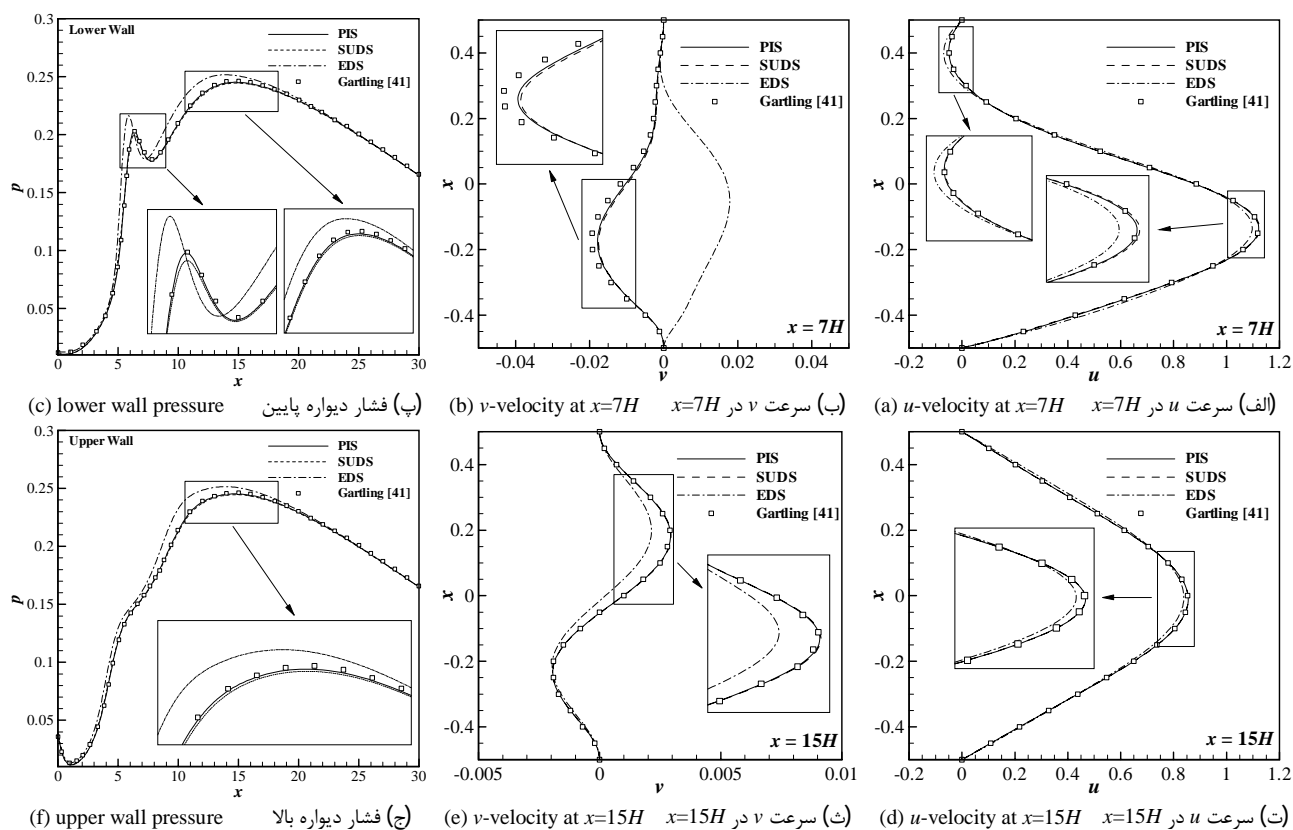 Lower Wall
PIS
SUDS
EDS
Gartling [41]
0.3
0.25
0.2
0.15
0.1
0.05
p
0 5 10 15 20 25 30
x
(c) lower wall pressure (پ) فشار دیواره پایین
PIS
SUDS
EDS
Gartling [41]
0.4
0.2
0
-0.2
-0.4
x
x = 7H
-0.04 -0.02 0 0.02 0.04
v
(b) v-velocity at x=7H (ب) سرعت v در x=7H
PIS
SUDS
EDS
Gartling [41]
0.4
0.2
0
-0.2
-0.4
x
x = 7H
-0.2 0 0.2 0.4 0.6 0.8 1 1.2
u
(a) u-velocity at x=7H (الف) سرعت u در x=7H
Upper Wall
PIS
SUDS
EDS
Gartling [41]
0.3
0.25
0.2
0.15
0.1
0.05
p
0 5 10 15 20 25 30
x
(f) upper wall pressure (ج) فشار دیواره بالا
PIS
SUDS
EDS
Gartling [41]
0.4
0.2
0
-0.2
-0.4
x
x = 15H
-0.005 0 0.005 0.01
v
(e) v-velocity at x=15H (ث) سرعت v در x=15H
PIS
SUDS
EDS
Gartling [41]
0.4
0.2
0
-0.2
-0.4
x
x = 15H
-0.2 0 0.2 0.4 0.6 0.8 1 1.2
u
(d) u-velocity at x=15H (ت) سرعت u در x=15H